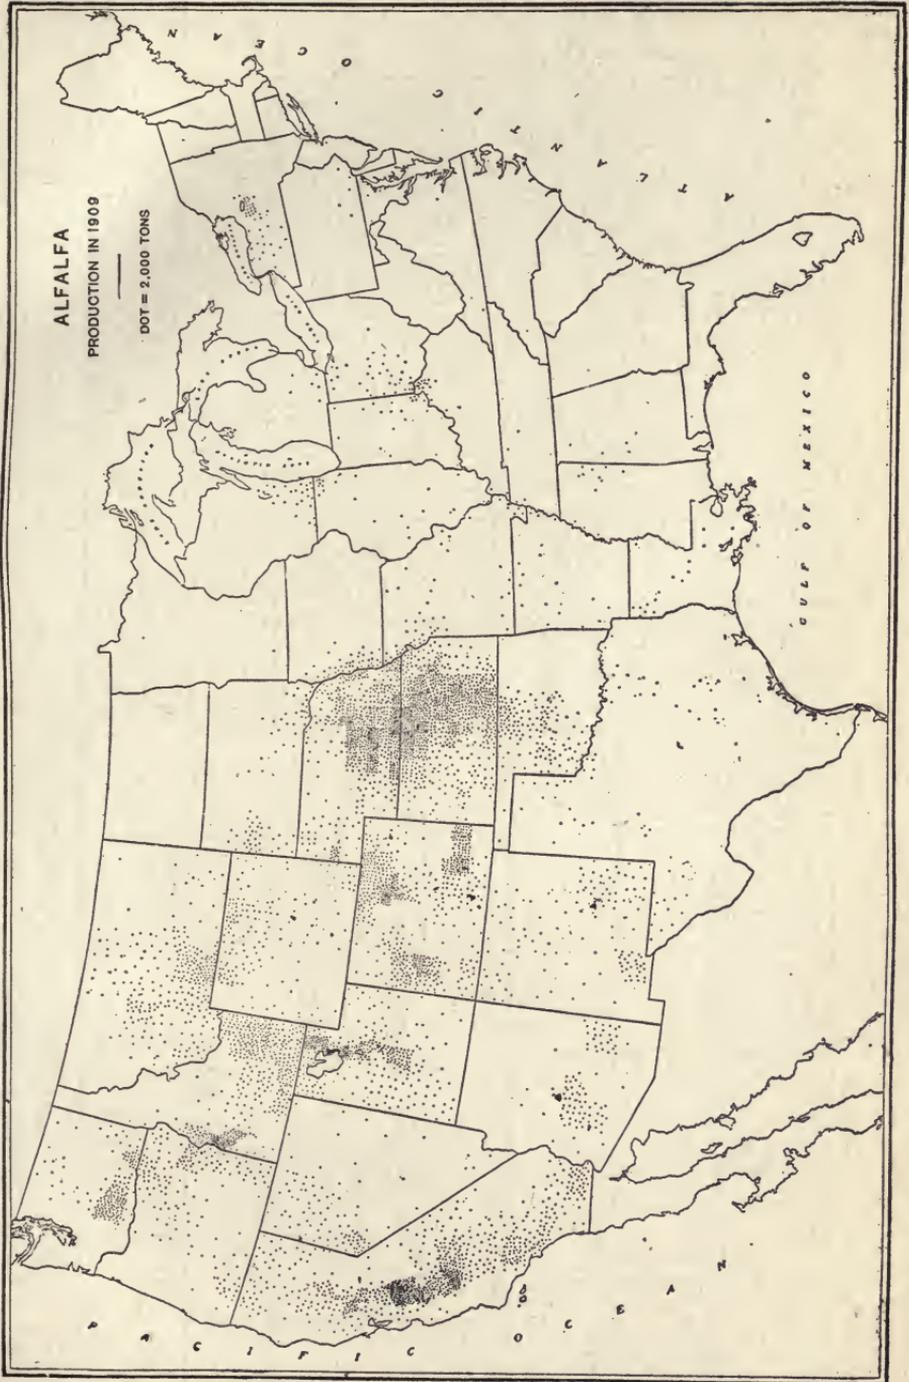 ALFALFA
PRODUCTION IN 1909
DOT = 2,000 TONS
ATLANTIC OCEAN
GULF OF MEXICO
PACIFIC OCEAN